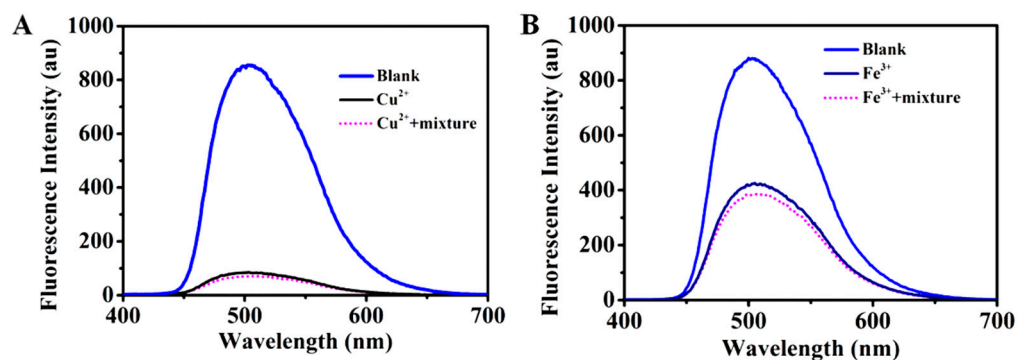 A
Fluorescence Intensity (au)
1000
800
600
400
200
0
400
500
600
700
Wavelength (nm)
Blank
Cu²⁺
Cu²⁺+mixture
B
Fluorescence Intensity (au)
1000
800
600
400
200
0
400
500
600
700
Wavelength (nm)
Blank
Fe³⁺
Fe³⁺+mixture